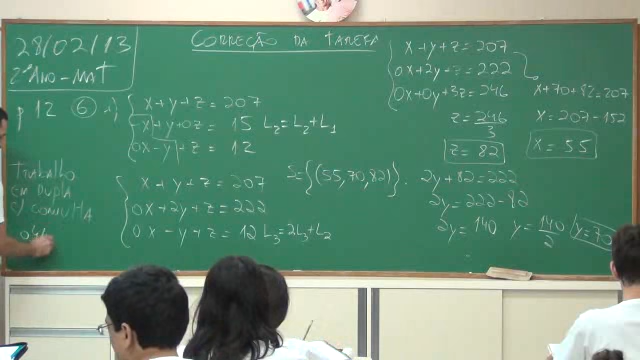 28/02/13
2º ANO - MAT
CORREÇÃO DA TAREFA
p 12 6
x+y+z=207
x+y+0z= 15 L2=L2+L1
0x-y+z= 12
x+y+z=207
0x+2y+z=222
0x-y+z= 12 L3=2L3+L2
S={(55,70,82)}.
x+y+z=207
0x+2y+z=222
0x+0y+3z=246
z=246/3
z=82
x+70+82=207
x=207-152
x=55
2y+82=222
2y=222-82
2y=140 y=140/2 y=70
Trabalho
em dupla
c/ consulta